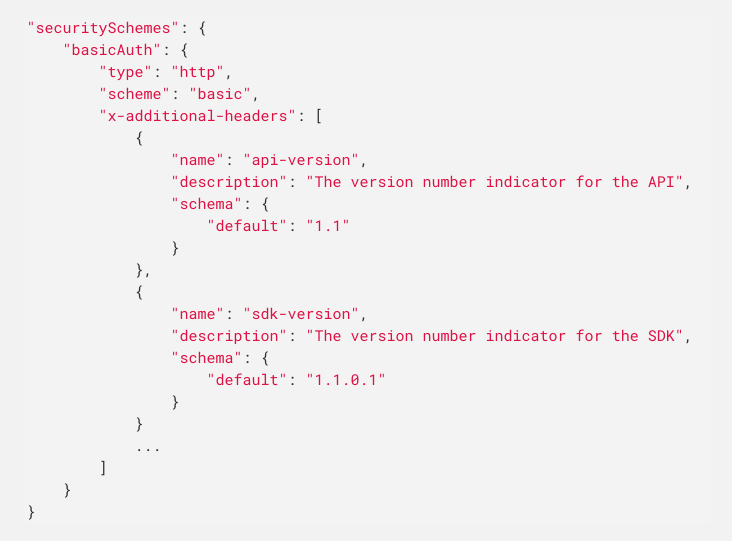 "securitySchemes": {
    "basicAuth": {
        "type": "http",
        "scheme": "basic",
        "x-additional-headers": [
            {
                "name": "api-version",
                "description": "The version number indicator for the API",
                "schema": {
                    "default": "1.1"
                }
            },
            {
                "name": "sdk-version",
                "description": "The version number indicator for the SDK",
                "schema": {
                    "default": "1.1.0.1"
                }
            }
            ...
        ]
    }
}